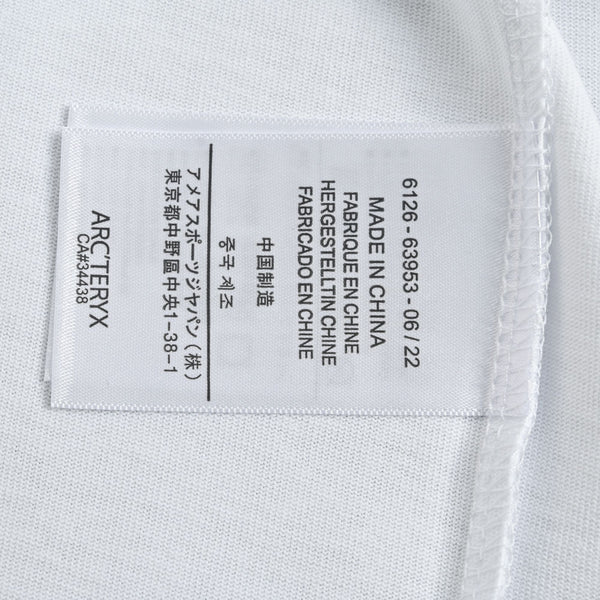 6126 - 63953 - 06 / 22
MADE IN CHINA
FABRIQUE EN CHINE
HERGESTELLTIN CHINE
FABRICADO EN CHINE
中国制造
중국 제조
アメアスポーツジャパン(株)
東京都中野區中央1-38-1
ARC'TERYX
CA#34438